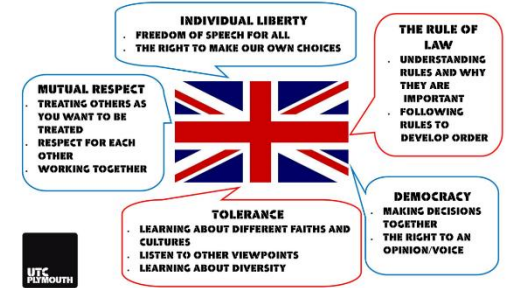 INDIVIDUAL LIBERTY
. FREEDOM OF SPEECH FOR ALL
. THE RIGHT TO MAKE OUR OWN CHOICES
THE RULE OF
LAW
. UNDERSTANDING
RULES AND WHY
THEY ARE
IMPORTANT
. FOLLOWING
RULES TO
DEVELOP ORDER
MUTUAL RESPECT
. TREATING OTHERS AS
YOU WANT TO BE
TREATED
. RESPECT FOR EACH
OTHER
. WORKING TOGETHER
DEMOCRACY
. MAKING DECISIONS
TOGETHER
. THE RIGHT TO AN
OPINION/VOICE
TOLERANCE
. LEARNING ABOUT DIFFERENT FAITHS AND
CULTURES
. LISTEN TO OTHER VIEWPOINTS
. LEARNING ABOUT DIVERSITY
UTC
PLYMOUTH